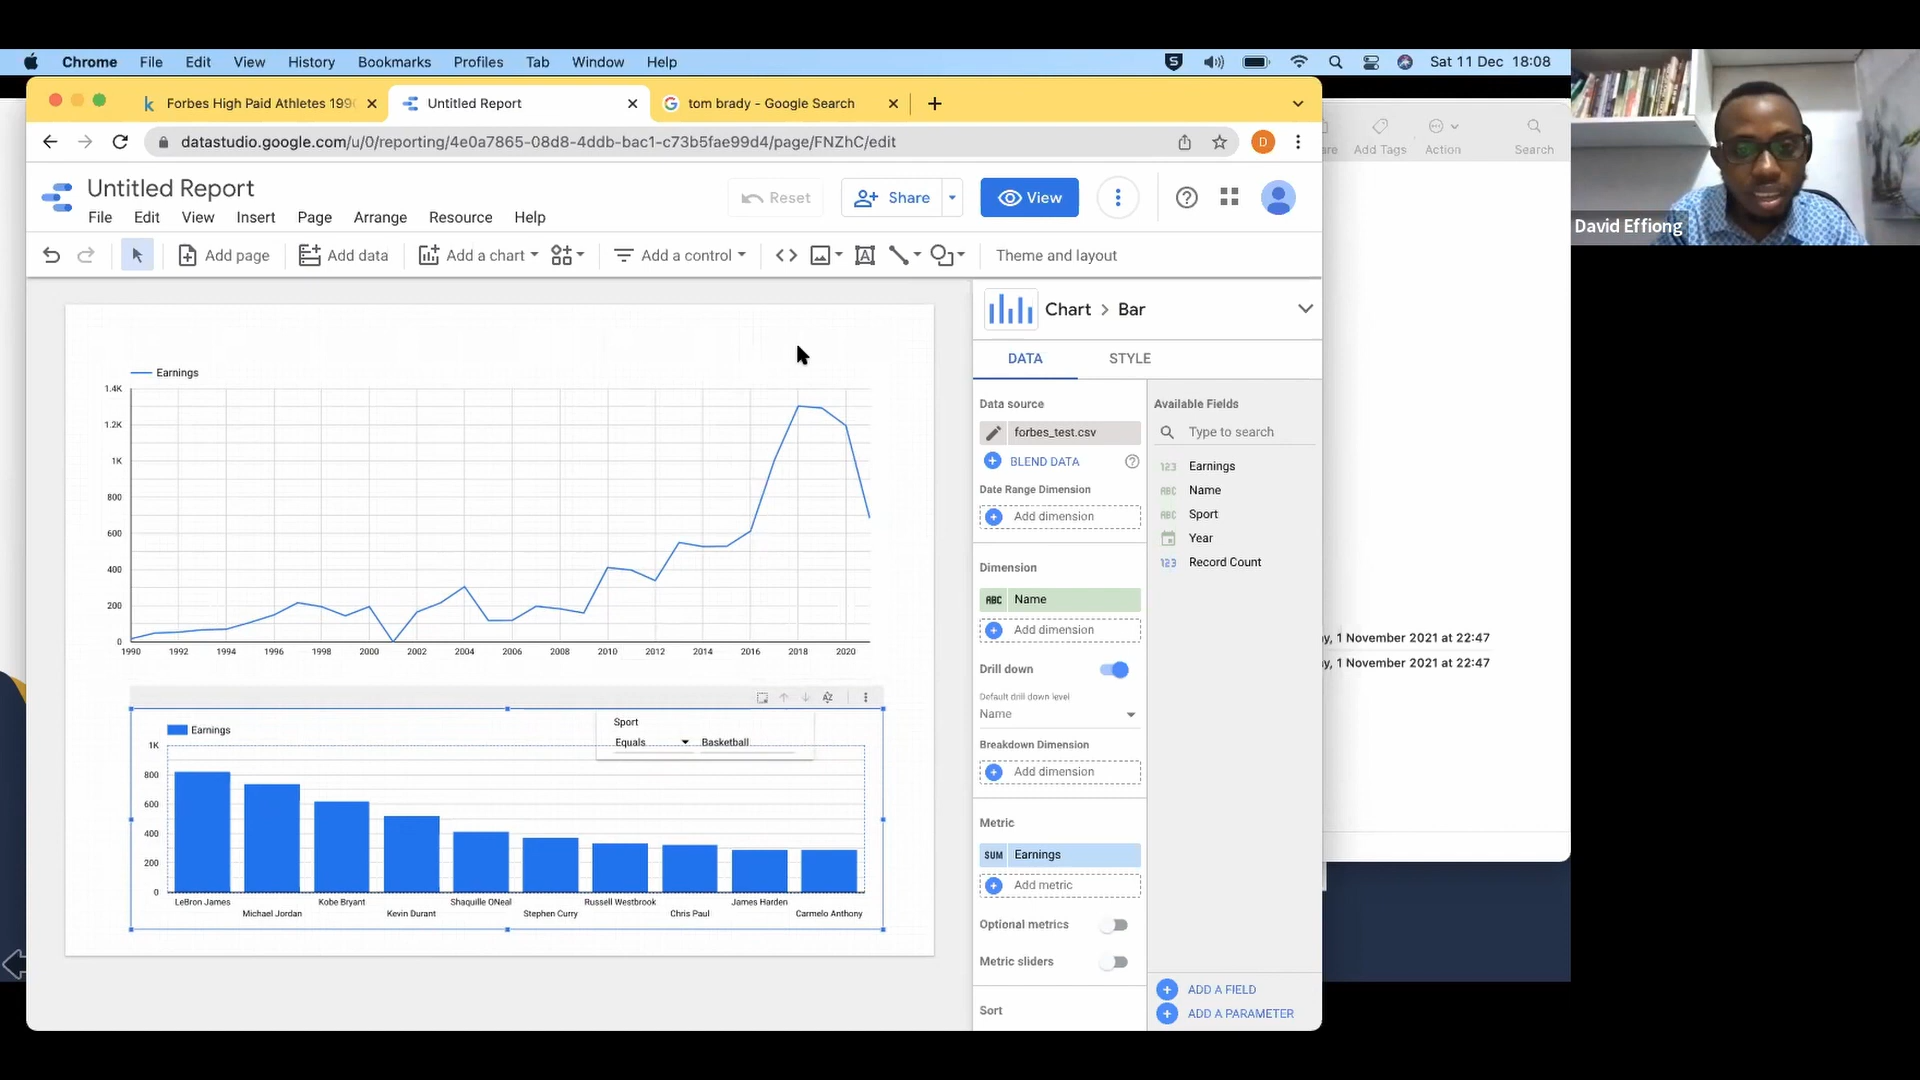 Chrome File Edit View History Bookmarks Profiles Tab Window Help Sat 11 Dec 18:08
Forbes High Paid Athletes 199 Untitled Report tom brady - Google Search
datastudio.google.com/u/0/reporting/4e0a7865-08d8-4ddb-bac1-c73b5fae99d4/page/FNZhC/edit D
Untitled Report
File Edit View Insert Page Arrange Resource Help
Reset Share View
Add page Add data Add a chart Add a control Theme and layout
Chart > Bar
DATA STYLE
Data source
forbes_test.csv
BLEND DATA
Date Range Dimension
Add dimension
Dimension
ABC Name
Add dimension
Drill down
Default drill down level
Name
Breakdown Dimension
Add dimension
Metric
SUM Earnings
Add metric
Optional metrics
Metric sliders
Sort
Available Fields
Type to search
123 Earnings
ABC Name
ABC Sport
Year
123 Record Count
ADD A FIELD
ADD A PARAMETER
Earnings
1.4K
1.2K
1K
800
600
400
200
0
1990 1992 1994 1996 1998 2000 2002 2004 2006 2008 2010 2012 2014 2016 2018 2020
Earnings
Sport
Equals Basketball
1K
800
600
400
200
0
LeBron James Michael Jordan Kobe Bryant Kevin Durant Shaquille ONeal Stephen Curry Russell Westbrook Chris Paul James Harden Carmelo Anthony
Add Tags Action Search
1 November 2021 at 22:47
1 November 2021 at 22:47
David Effiong